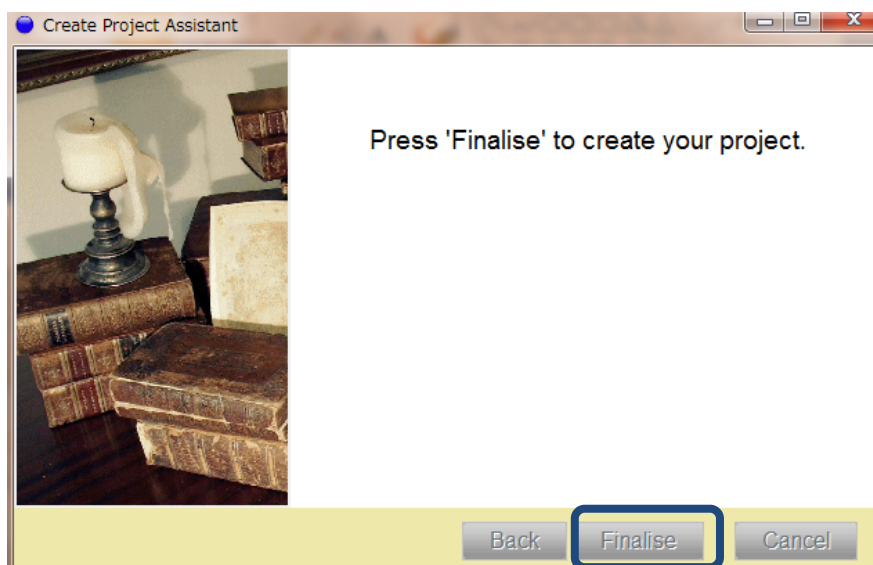 Create Project Assistant
Press 'Finalise' to create your project.
Back Finalise Cancel